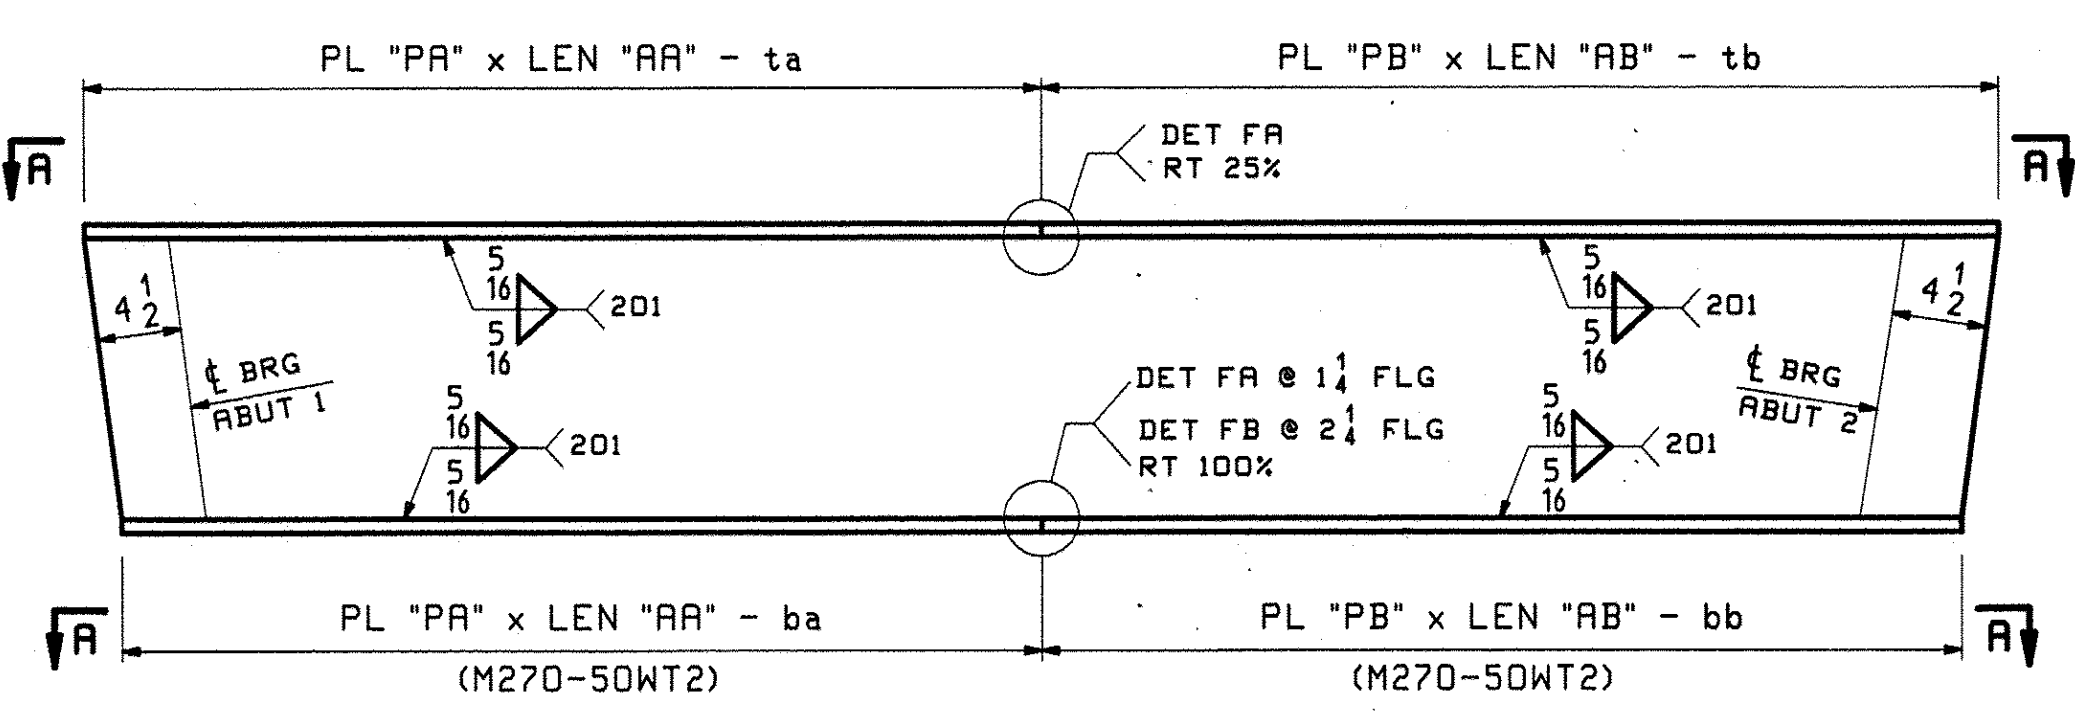 PL "PA" x LEN "AA" - ta
PL "PB" x LEN "AB" - tb
DET FA
RT 25%
A
A
5/16
5/16
201
5/16
5/16
201
4 1/2
4 1/2
℄ BRG
ABUT 1
DET FA @ 1 1/4 FLG
DET FB @ 2 1/4 FLG
RT 100%
℄ BRG
ABUT 2
5/16
5/16
201
5/16
5/16
201
A
PL "PA" x LEN "AA" - ba
(M270-50WT2)
PL "PB" x LEN "AB" - bb
(M270-50WT2)
A